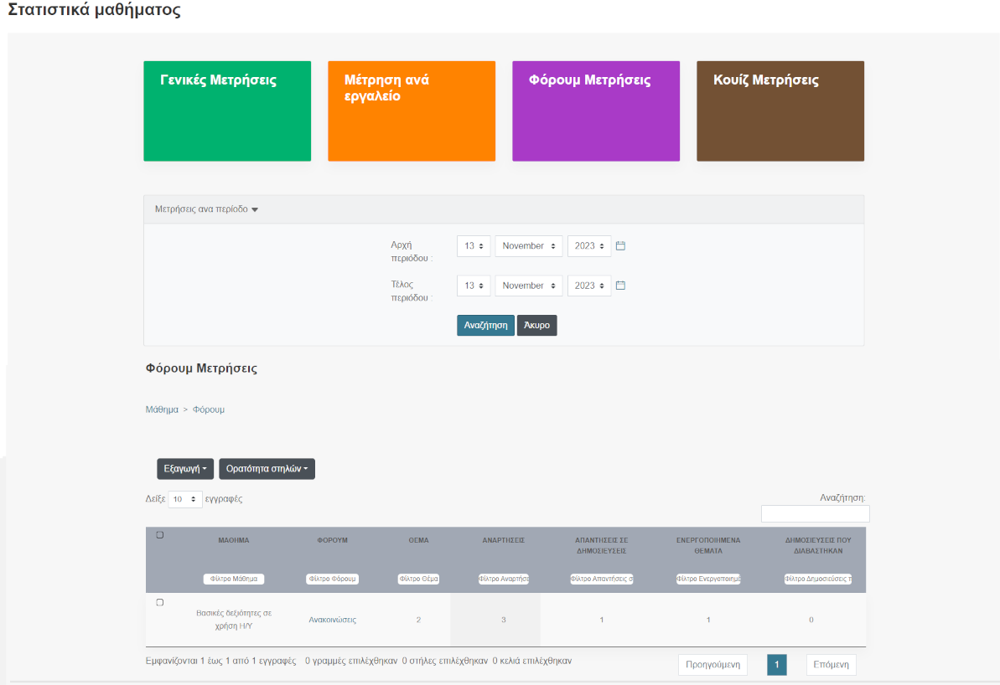 Στατιστικά μαθήματος
Γενικές Μετρήσεις
Μέτρηση ανά
εργαλείο
Φόρουμ Μετρήσεις
Κουίζ Μετρήσεις
Μετρήσεις ανα περίοδο
Αρχή
περιόδου :
13 November 2023
Τέλος
περιόδου :
13 November 2023
Αναζήτηση Άκυρο
Φόρουμ Μετρήσεις
Μάθημα > Φόρουμ
Εξαγωγή Ορατότητα στηλών
Δείξε 10 εγγραφές
Αναζήτηση:
ΜΑΘΗΜΑ ΦΟΡΟΥΜ ΘΕΜΑ ΑΝΑΡΤΗΣΕΙΣ ΑΠΑΝΤΗΣΕΙΣ ΣΕ ΕΝΕΡΓΟΠΟΙΗΜΕΝΑ ΔΗΜΟΣΙΕΥΣΕΙΣ ΠΟΥ
ΔΗΜΟΣΙΕΥΣΕΙΣ ΘΕΜΑΤΑ ΔΙΑΒΑΣΤΗΚΑΝ
Φίλτρο Μάθημα Φίλτρο Φόρουμ Φίλτρο Θέμα Φίλτρο Αναρτήσε Φίλτρο Απαντήσεις σ Φίλτρο Ενεργοποιημέ Φίλτρο Δημοσιεύσεις π
Βασικές δεξιότητες σε
χρήση Η/Υ
Ανακοινώσεις 2 3 1 1 0
Εμφανίζονται 1 έως 1 από 1 εγγραφές 0 γραμμές επιλέχθηκαν 0 στήλες επιλέχθηκαν 0 κελιά επιλέχθηκαν
Προηγούμενη 1 Επόμενη